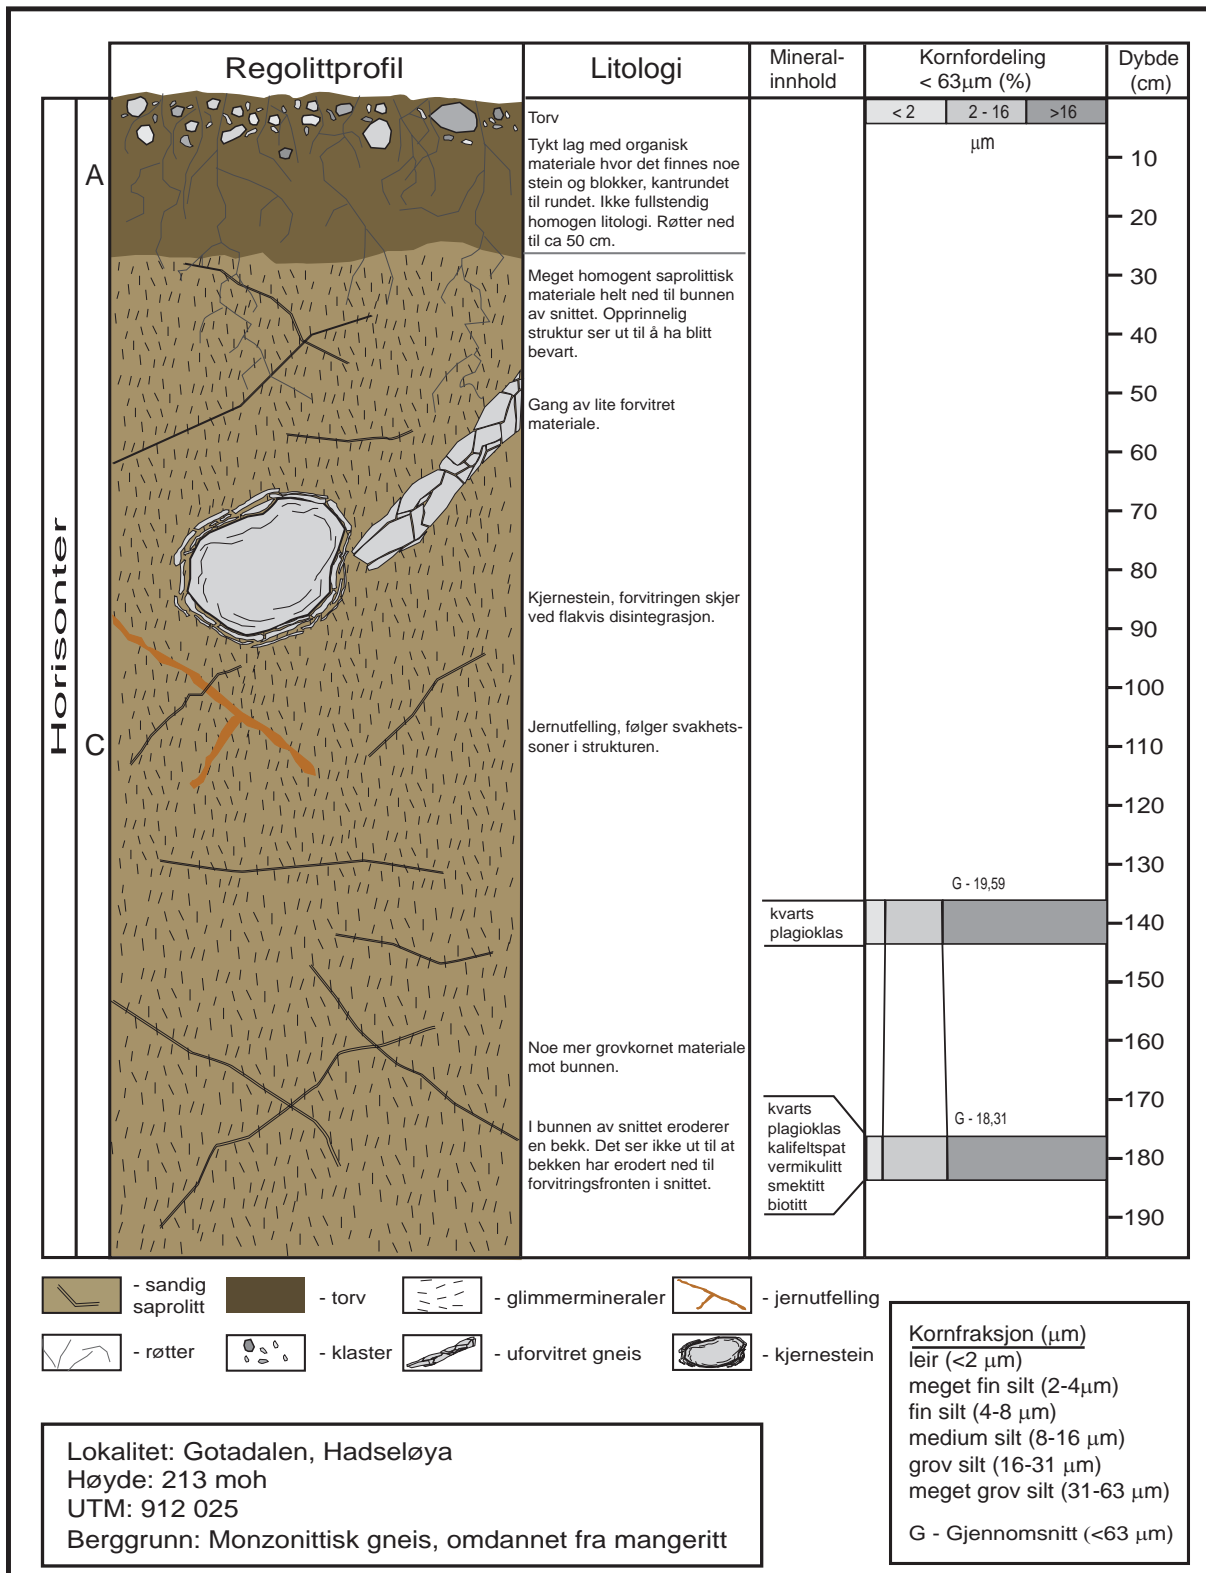 Regolittprofil
Litologi
Mineral-
innhold
Kornfordeling
< 63μm (%)
Dybde
(cm)
< 2
2 - 16
>16
μm
Horisonter
A
C
Torv
Tykt lag med organisk
materiale hvor det finnes noe
stein og blokker, kantrundet
til rundet. Ikke fullstendig
homogen litologi. Røtter ned
til ca 50 cm.
Meget homogent saprolittisk
materiale helt ned til bunnen
av snittet. Opprinnelig
struktur ser ut til å ha blitt
bevart.
Gang av lite forvitret
materiale.
Kjernestein, forvitringen skjer
ved flakvis disintegrasjon.
Jernutfelling, følger svakhets-
soner i strukturen.
Noe mer grovkornet materiale
mot bunnen.
I bunnen av snittet eroderer
en bekk. Det ser ikke ut til at
bekken har erodert ned til
forvitringsfronten i snittet.
kvarts
plagioklas
kvarts
plagioklas
kalifeltspat
vermikulitt
smektitt
biotitt
G - 19,59
G - 18,31
10
20
30
40
50
60
70
80
90
100
110
120
130
140
150
160
170
180
190
- sandig
saprolitt
- torv
- glimmermineraler
- jernutfelling
- røtter
- klaster
- uforvitret gneis
- kjernestein
Kornfraksjon (μm)
leir (<2 μm)
meget fin silt (2-4μm)
fin silt (4-8 μm)
medium silt (8-16 μm)
grov silt (16-31 μm)
meget grov silt (31-63 μm)
G - Gjennomsnitt (<63 μm)
Lokalitet: Gotadalen, Hadseløya
Høyde: 213 moh
UTM: 912 025
Berggrunn: Monzonittisk gneis, omdannet fra mangeritt